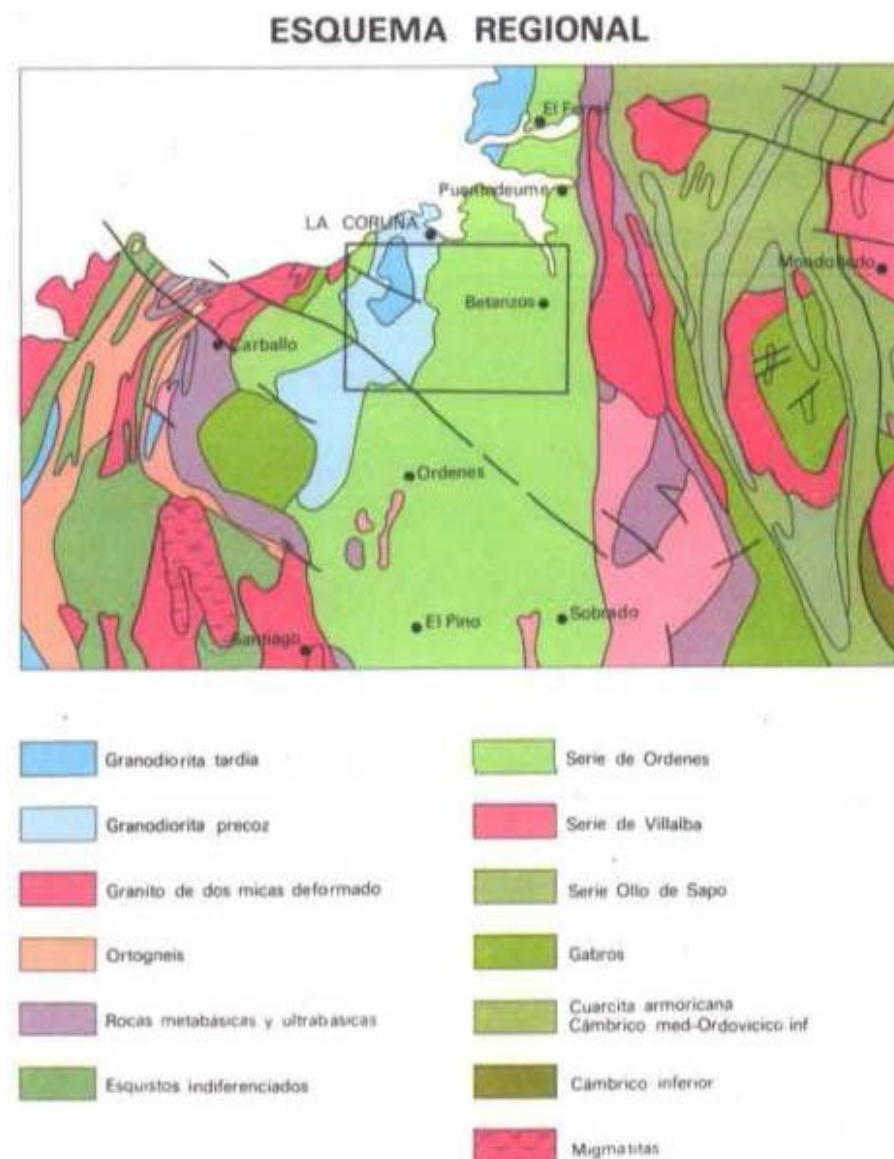 ESQUEMA REGIONAL
El Ferrol
Puentedeume
LA CORUÑA
Mondoñedo
Betanzos
Carballo
Ordenes
El Pino
Sobrado
Santiago
Granodiorita tardia
Granodiorita precoz
Granito de dos micas deformado
Ortogneis
Rocas metabásicas y ultrabásicas
Esquistos indiferenciados
Serie de Ordenes
Serie de Villalba
Serie Ollo de Sapo
Gabros
Cuarcita armoricana
Cámbrico med-Ordovicico inf
Cámbrico inferior
Migmatitas